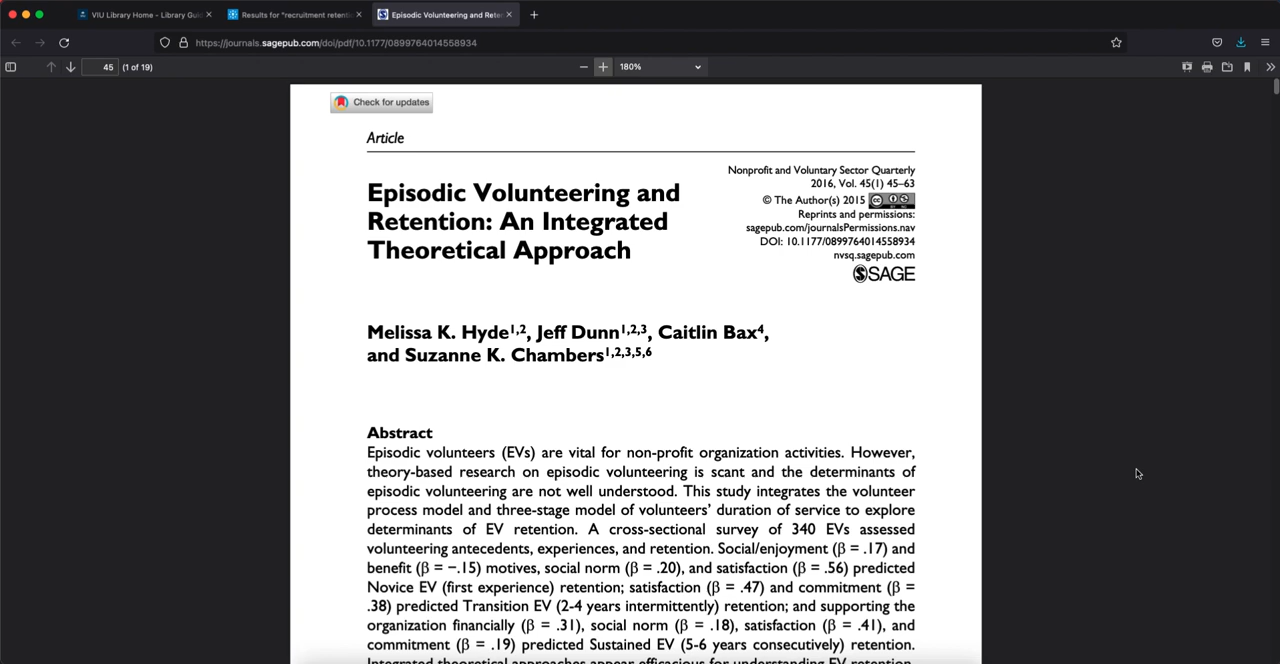 VIU Library Home - Library Gui
Results for "recruitment retenti
Episodic Volunteering and Rete
https://journals.sagepub.com/doi/pdf/10.1177/0899764014558934
45 (1 of 19)
180%
Check for updates
Article
Episodic Volunteering and
Retention: An Integrated
Theoretical Approach
Nonprofit and Voluntary Sector Quarterly
2016, Vol. 45(1) 45–63
© The Author(s) 2015
Reprints and permissions:
sagepub.com/journalsPermissions.nav
DOI: 10.1177/0899764014558934
nvsq.sagepub.com
SAGE
Melissa K. Hyde1,2, Jeff Dunn1,2,3, Caitlin Bax4,
and Suzanne K. Chambers1,2,3,5,6
Abstract
Episodic volunteers (EVs) are vital for non-profit organization activities. However,
theory-based research on episodic volunteering is scant and the determinants of
episodic volunteering are not well understood. This study integrates the volunteer
process model and three-stage model of volunteers' duration of service to explore
determinants of EV retention. A cross-sectional survey of 340 EVs assessed
volunteering antecedents, experiences, and retention. Social/enjoyment (β = .17) and
benefit (β = −.15) motives, social norm (β = .20), and satisfaction (β = .56) predicted
Novice EV (first experience) retention; satisfaction (β = .47) and commitment (β =
.38) predicted Transition EV (2-4 years intermittently) retention; and supporting the
organization financially (β = .31), social norm (β = .18), satisfaction (β = .41), and
commitment (β = .19) predicted Sustained EV (5-6 years consecutively) retention.
Integrated theoretical approaches appear efficacious for understanding EV retention.